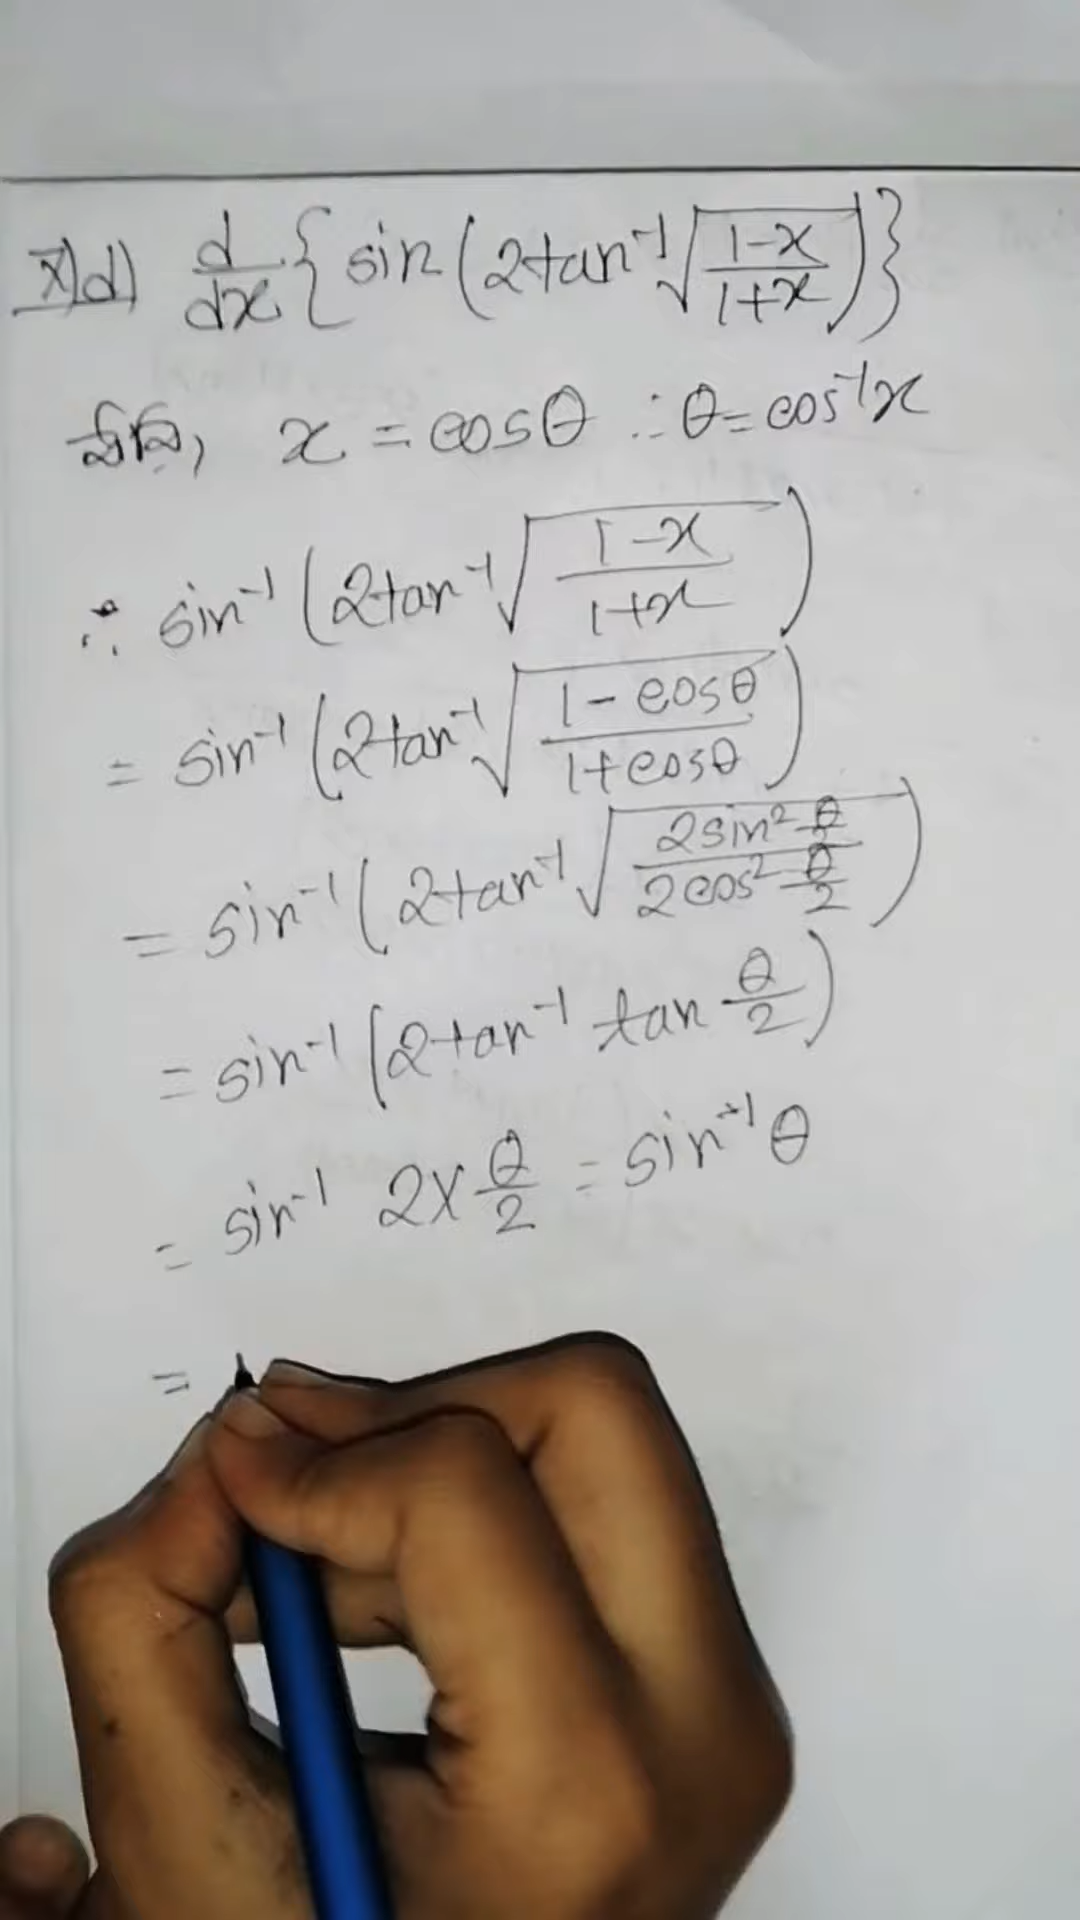 d) d/dx {sin(2tan⁻¹√((1-x)/(1+x)))}
ধরি, x = cosθ ∴ θ = cos⁻¹x
∴ sin⁻¹(2tan⁻¹√((1-x)/(1+x)))
= sin⁻¹(2tan⁻¹√((1-cosθ)/(1+cosθ)))
= sin⁻¹(2tan⁻¹√((2sin²θ/2)/(2cos²θ/2)))
= sin⁻¹(2tan⁻¹ tan θ/2)
= sin⁻¹ 2×θ/2 = sin⁻¹θ
=